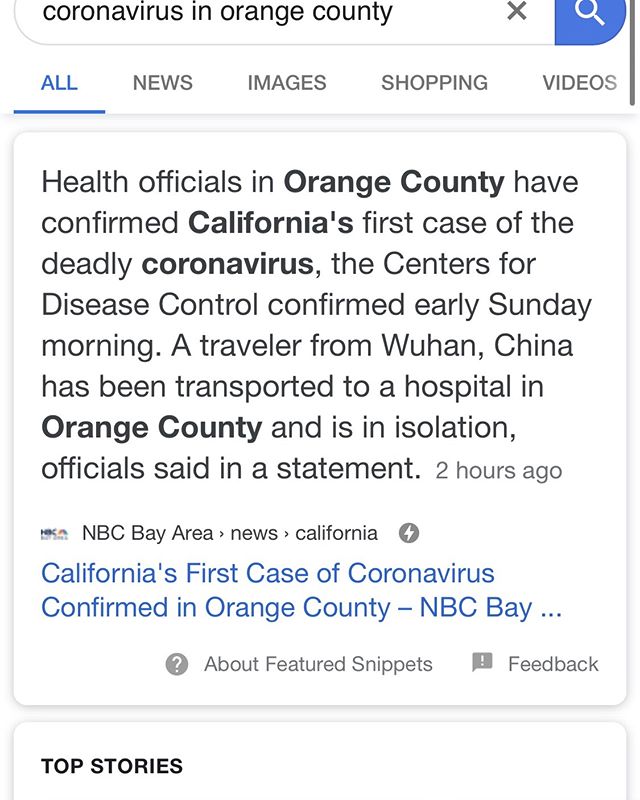 coronavirus in orange county
ALL NEWS IMAGES SHOPPING VIDEOS
Health officials in Orange County have
confirmed California's first case of the
deadly coronavirus, the Centers for
Disease Control confirmed early Sunday
morning. A traveler from Wuhan, China
has been transported to a hospital in
Orange County and is in isolation,
officials said in a statement. 2 hours ago
NBC Bay Area › news › california
California's First Case of Coronavirus
Confirmed in Orange County – NBC Bay ...
About Featured Snippets Feedback
TOP STORIES